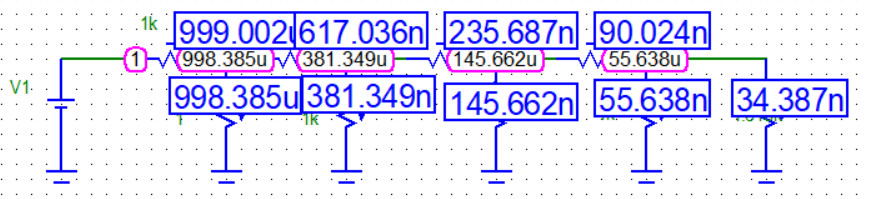 1k
999.002u
617.036n
235.687n
90.024n
1
998.385u
381.349u
145.662u
55.638u
V1
998.385u
381.349n
145.662n
55.638n
34.387n
1k